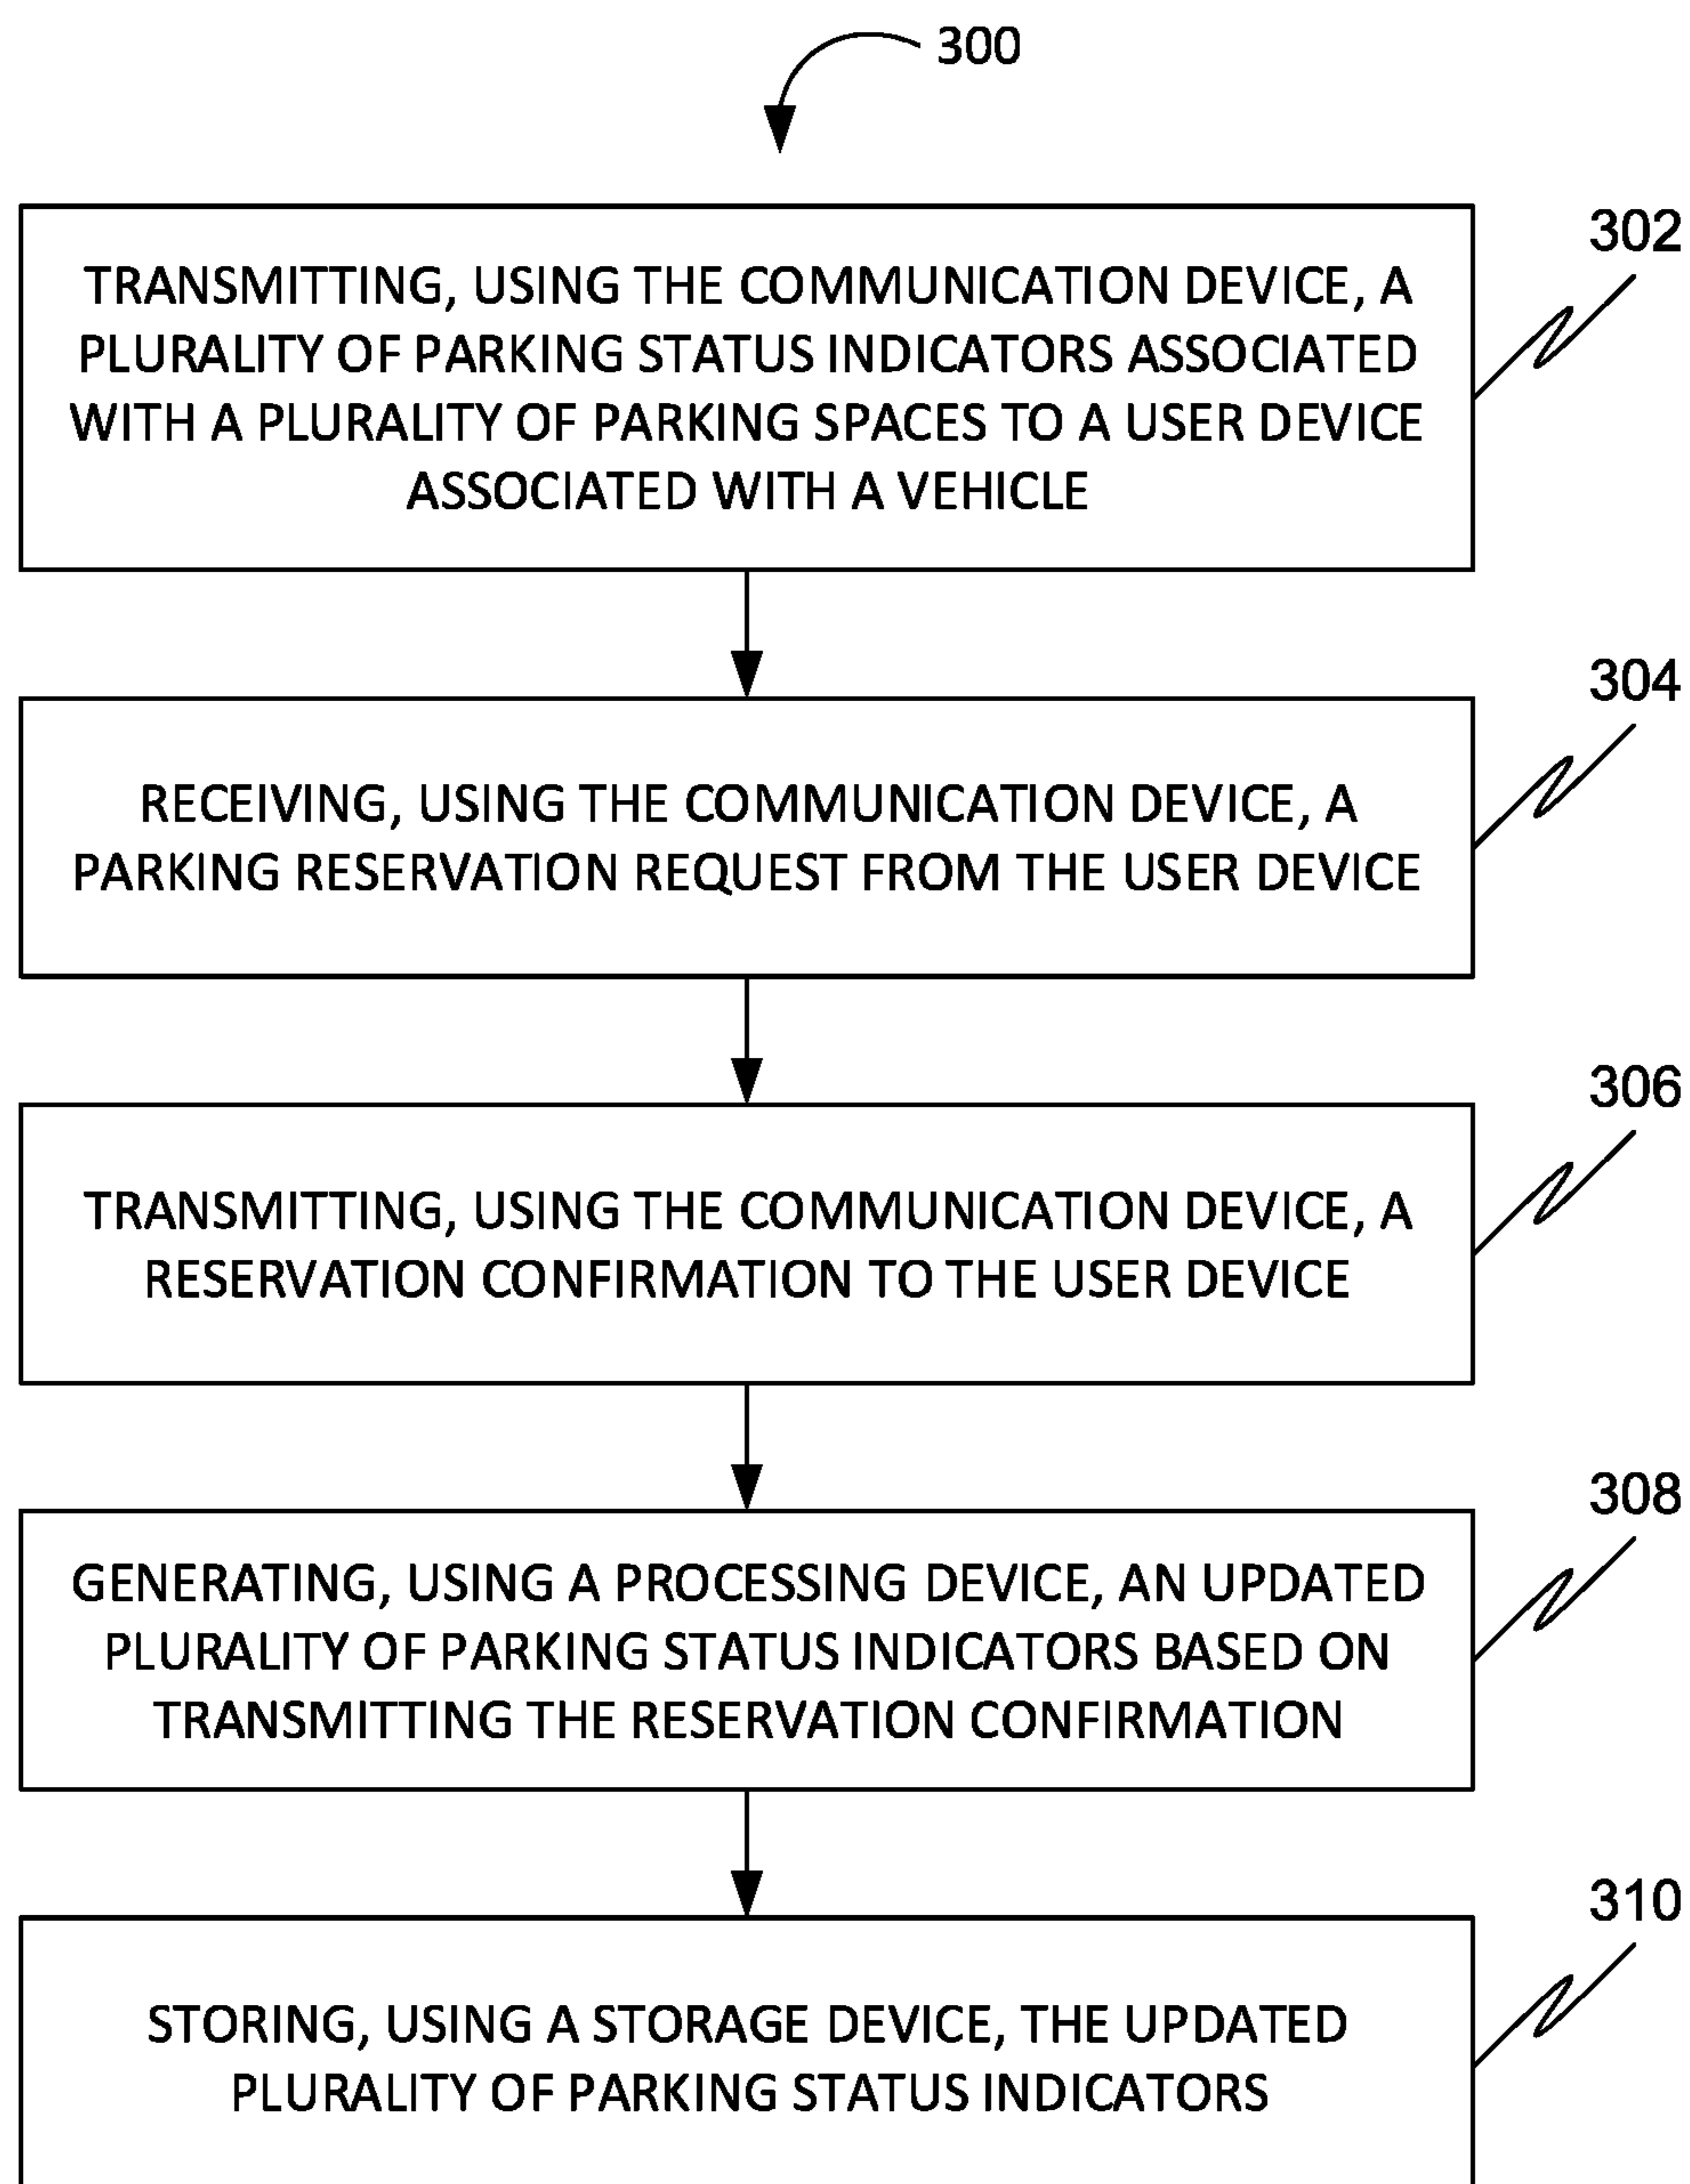 300
302
TRANSMITTING, USING THE COMMUNICATION DEVICE, A
PLURALITY OF PARKING STATUS INDICATORS ASSOCIATED
WITH A PLURALITY OF PARKING SPACES TO A USER DEVICE
ASSOCIATED WITH A VEHICLE
304
RECEIVING, USING THE COMMUNICATION DEVICE, A
PARKING RESERVATION REQUEST FROM THE USER DEVICE
306
TRANSMITTING, USING THE COMMUNICATION DEVICE, A
RESERVATION CONFIRMATION TO THE USER DEVICE
308
GENERATING, USING A PROCESSING DEVICE, AN UPDATED
PLURALITY OF PARKING STATUS INDICATORS BASED ON
TRANSMITTING THE RESERVATION CONFIRMATION
310
STORING, USING A STORAGE DEVICE, THE UPDATED
PLURALITY OF PARKING STATUS INDICATORS